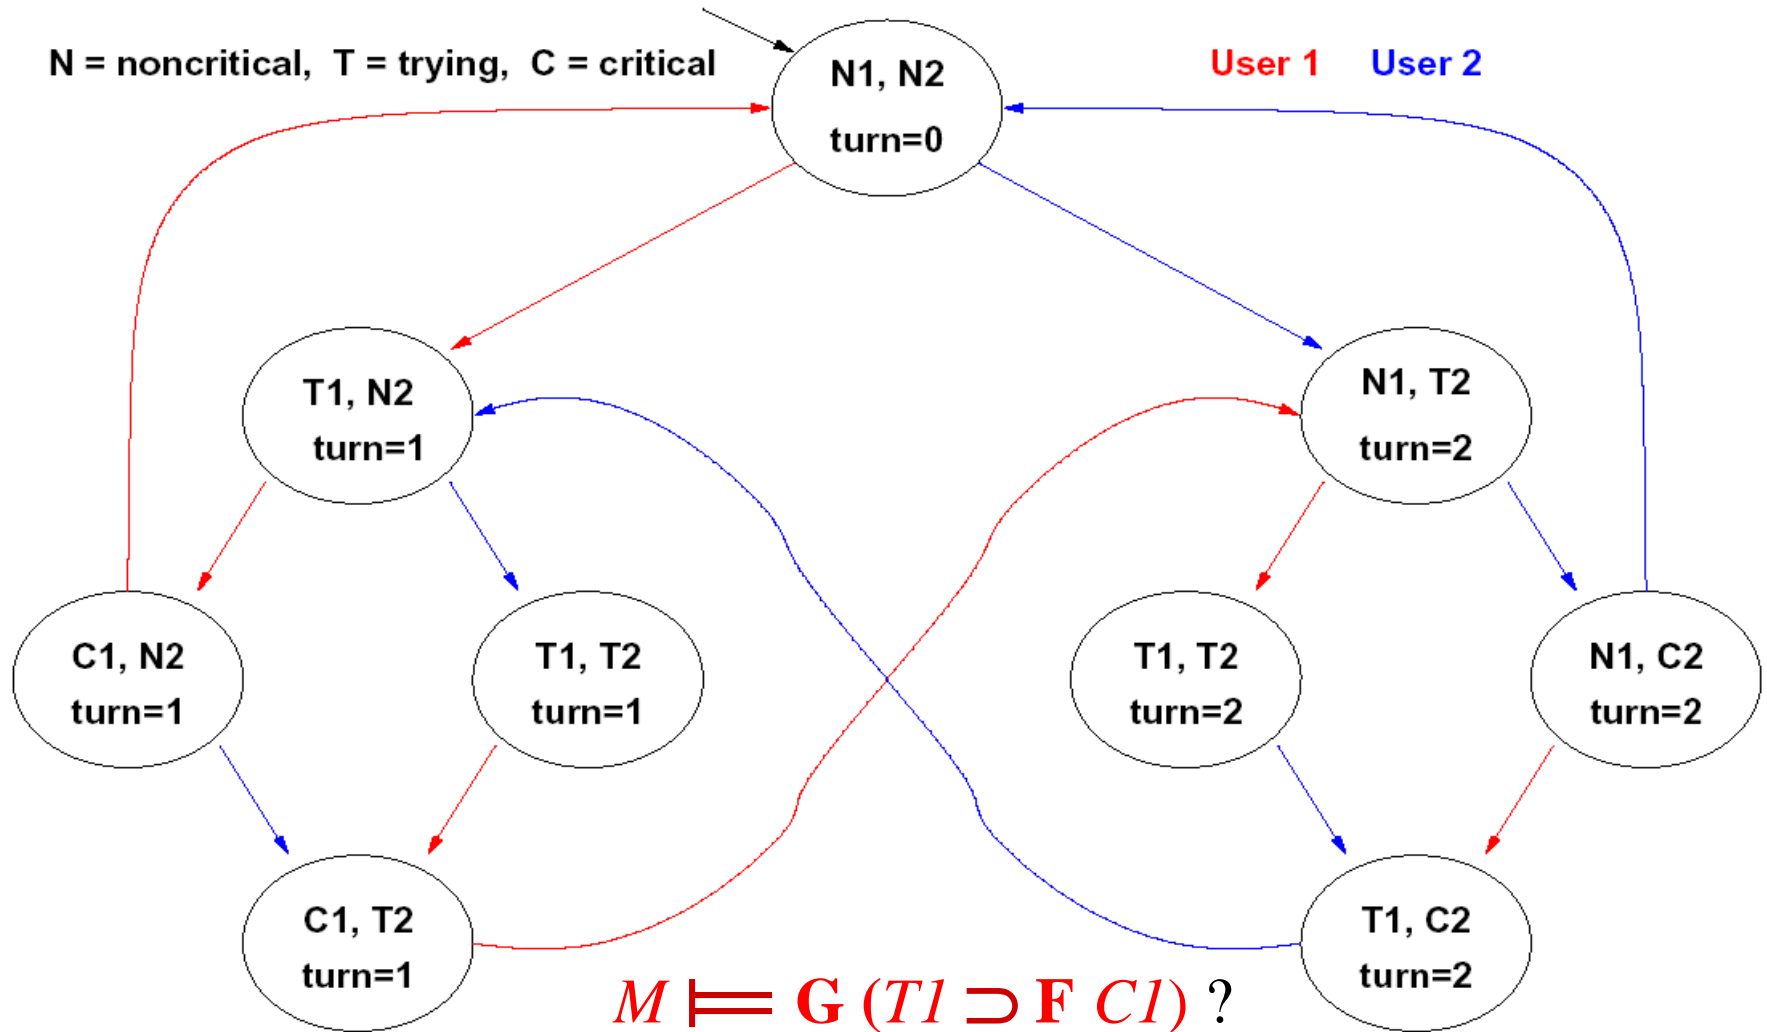 N = noncritical, T = trying, C = critical
User 1 User 2
N1, N2
turn=0
T1, N2
turn=1
N1, T2
turn=2
C1, N2
turn=1
T1, T2
turn=1
T1, T2
turn=2
N1, C2
turn=2
C1, T2
turn=1
T1, C2
turn=2
M ⊨ G (T1 ⊃ F C1) ?